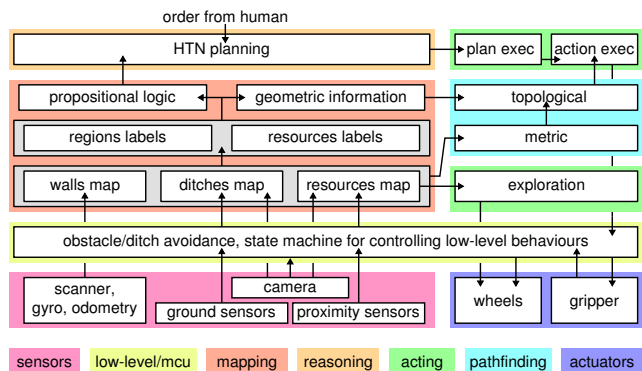 order from human
HTN planning
plan exec
action exec
propositional logic
geometric information
topological
regions labels
resources labels
metric
walls map
ditches map
resources map
exploration
obstacle/ditch avoidance, state machine for controlling low-level behaviours
scanner,
gyro, odometry
camera
ground sensors
proximity sensors
wheels
gripper
sensors
low-level/mcu
mapping
reasoning
acting
pathfinding
actuators